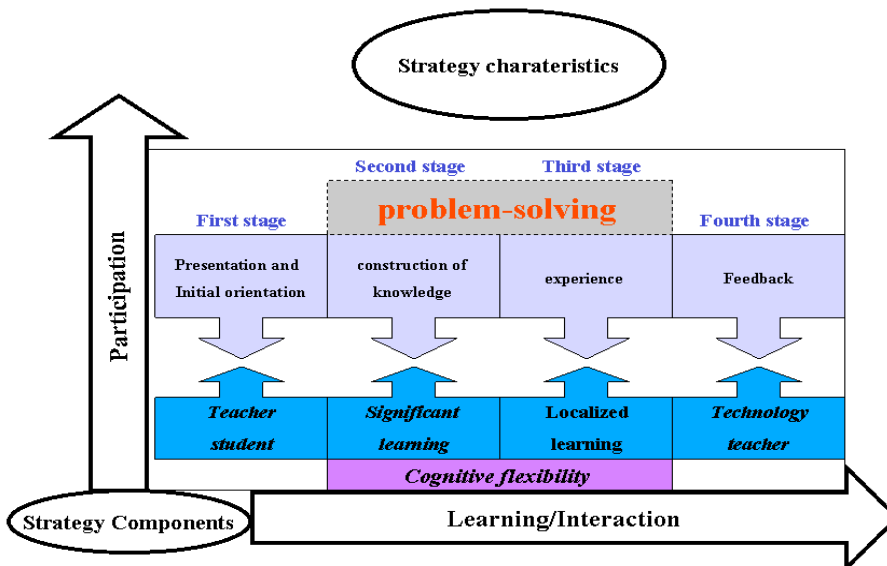 Strategy charateristics
Second stage
Third stage
problem-solving
First stage
Fourth stage
Presentation and
Initial orientation
construction of
knowledge
experience
Feedback
Participation
Teacher
student
Significant
learning
Localized
learning
Technology
teacher
Cognitive flexibility
Strategy Components
Learning/Interaction